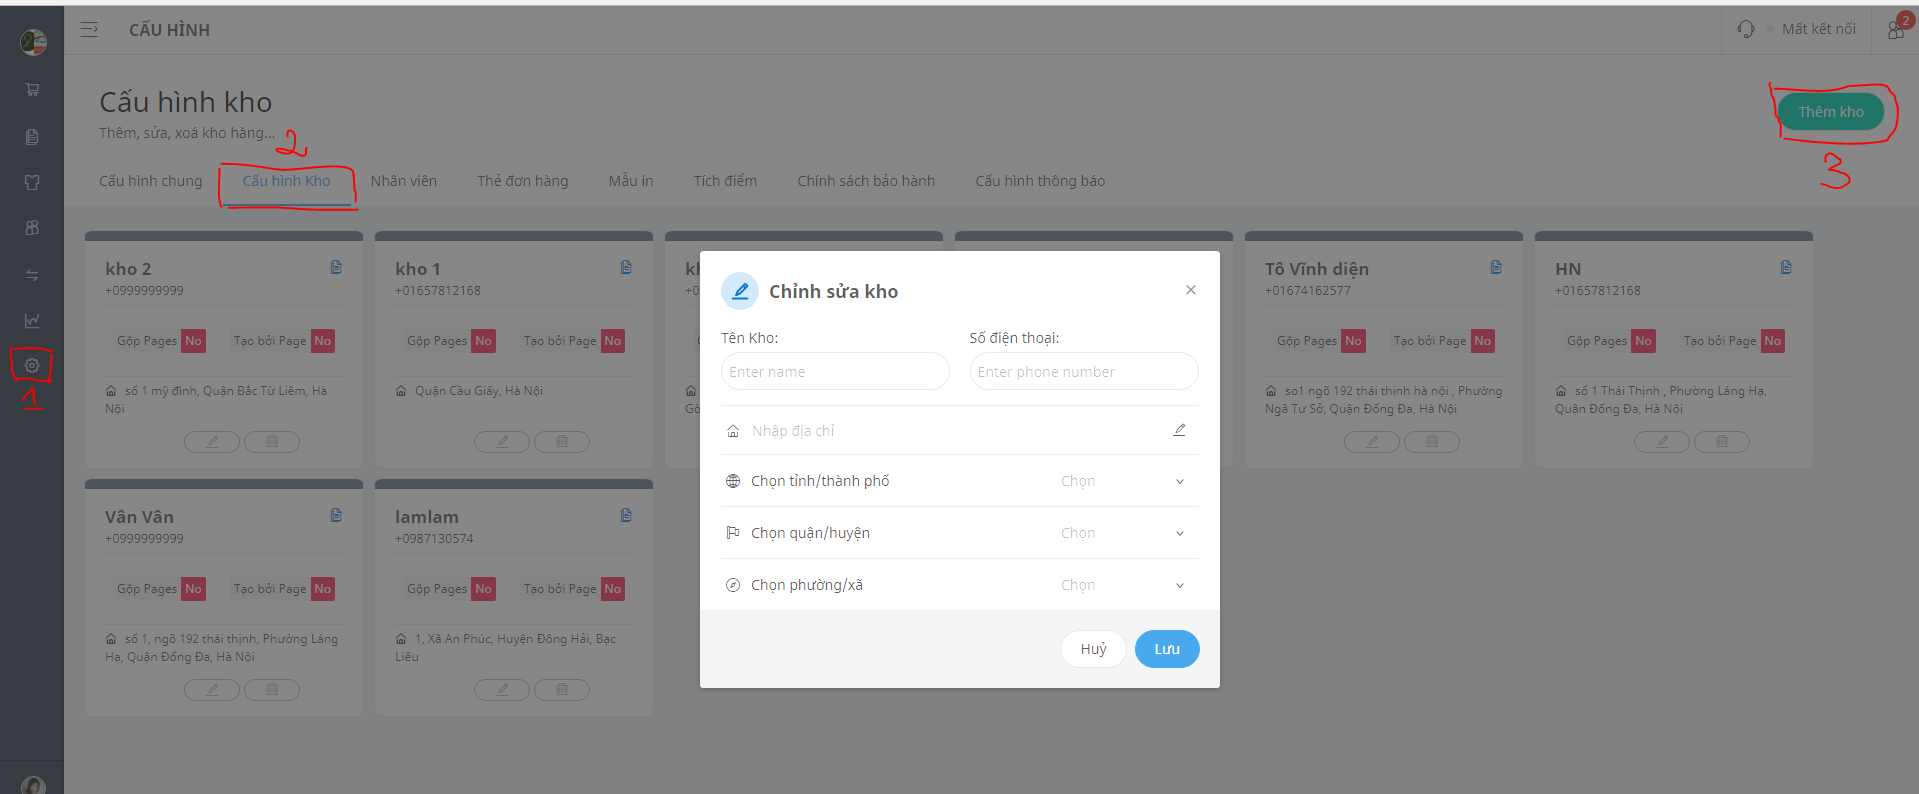 CẤU HÌNH
Mất kết nối
2
Cấu hình kho
Thêm, sửa, xoá kho hàng...
Thêm kho
2
3
Cấu hình chung
Cấu hình Kho
Nhân viên
Thẻ đơn hàng
Mẫu in
Tích điểm
Chính sách bảo hành
Cấu hình thông báo
1
kho 2
+0999999999
Gộp Pages No
Tạo bởi Page No
số 1 mỹ đình, Quận Bắc Từ Liêm, Hà
Nội
kho 1
+01657812168
Gộp Pages No
Tạo bởi Page No
Quận Cầu Giấy, Hà Nội
Tô Vĩnh diện
+01674162577
Gộp Pages No
Tạo bởi Page No
so1 ngõ 192 thái thịnh hà nội , Phường
Ngã Tư Sở, Quận Đống Đa, Hà Nội
HN
+01657812168
Gộp Pages No
Tạo bởi Page No
số 1 Thái Thịnh , Phường Láng Hạ,
Quận Đống Đa, Hà Nội
Vân Vân
+0999999999
Gộp Pages No
Tạo bởi Page No
số 1, ngõ 192 thái thịnh, Phường Láng
Hạ, Quận Đống Đa, Hà Nội
lamlam
+0987130574
Gộp Pages No
Tạo bởi Page No
1, Xã An Phúc, Huyện Đông Hải, Bạc
Liêu
Chỉnh sửa kho
Tên Kho:
Số điện thoại:
Enter name
Enter phone number
Nhập địa chỉ
Chọn tỉnh/thành phố
Chọn
Chọn quận/huyện
Chọn
Chọn phường/xã
Chọn
Huỷ
Lưu